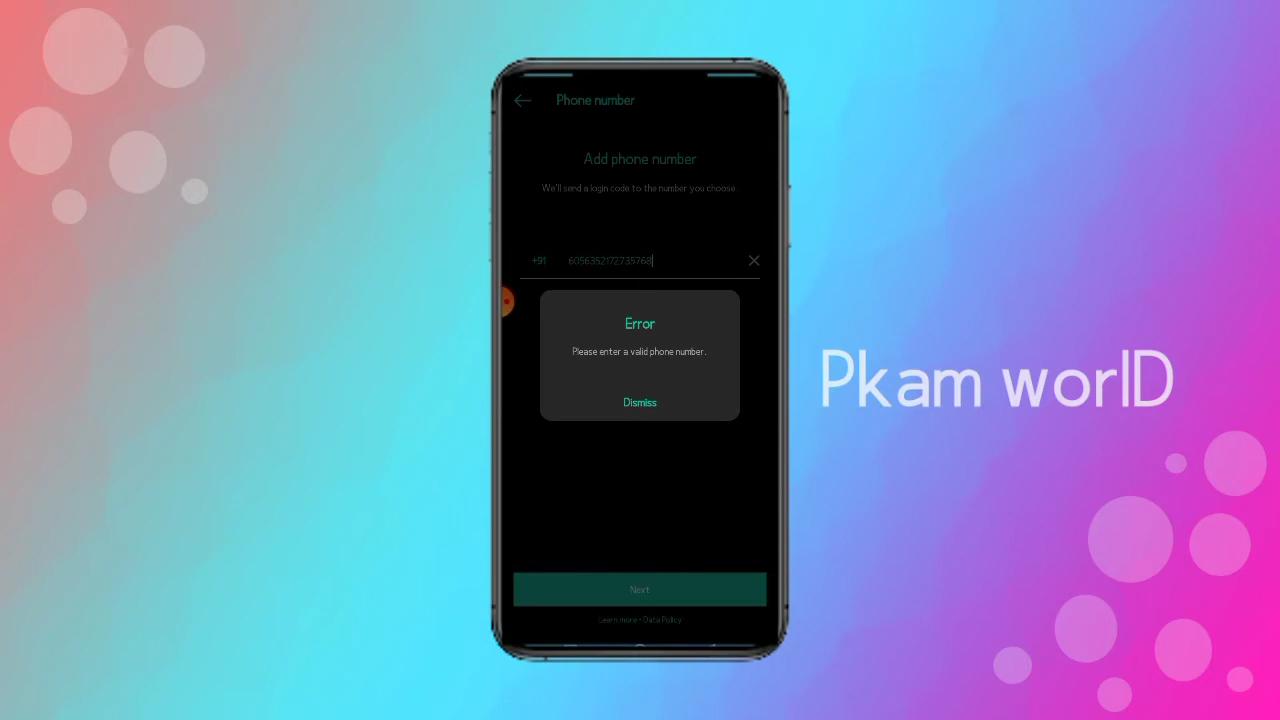 Phone number
Add phone number
We'll send a login code to the number you choose.
+91 6056352172735768
Error
Please enter a valid phone number.
Dismiss
Pkam worlD
Next
Learn more • Data Policy